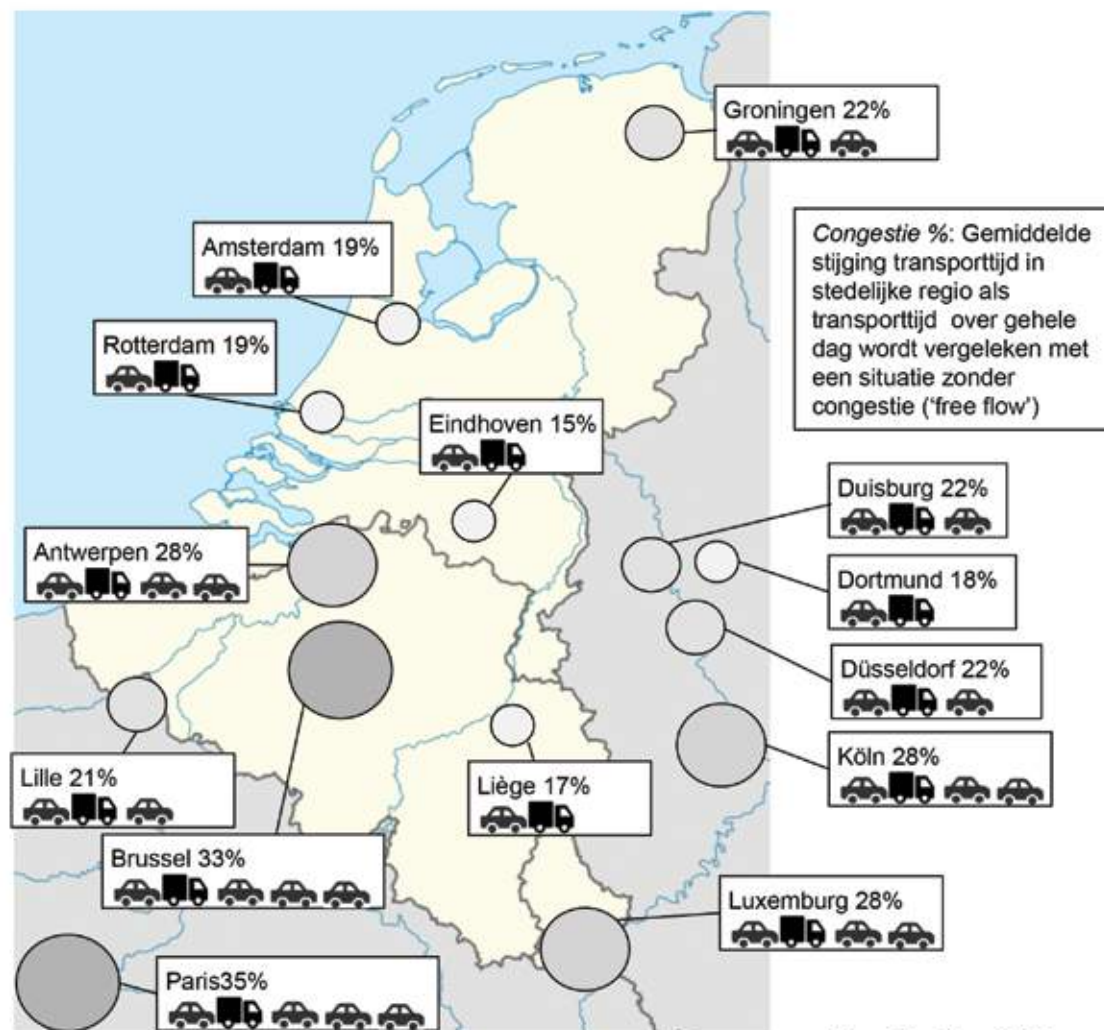 Groningen 22%
Amsterdam 19%
Congestie %: Gemiddelde
stijging transporttijd in
stedelijke regio als
transporttijd over gehele
dag wordt vergeleken met
een situatie zonder
congestie (‘free flow’)
Rotterdam 19%
Eindhoven 15%
Duisburg 22%
Antwerpen 28%
Dortmund 18%
Düsseldorf 22%
Köln 28%
Lille 21%
Liège 17%
Brussel 33%
Luxemburg 28%
Paris35%